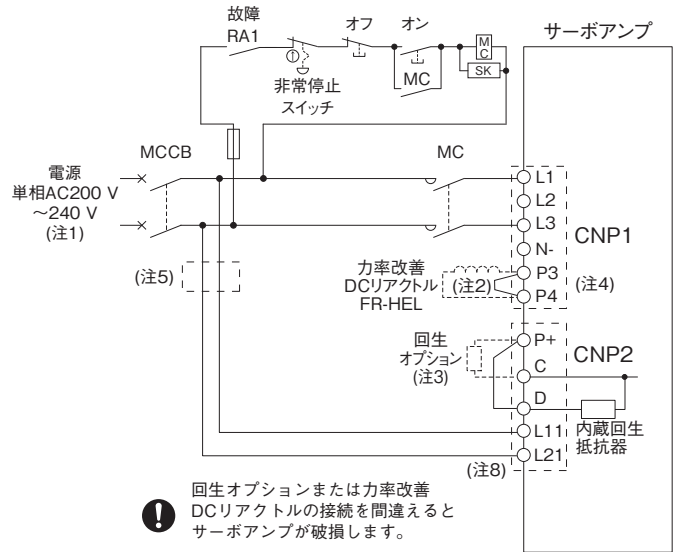 故障
RA1
オフ
オン
MC
SK
MC
非常停止
スイッチ
サーボアンプ
MCCB
MC
電源
単相AC200 V
～240 V
(注1)
L1
L2
L3
N-
P3
P4
CNP1
(注4)
(注5)
力率改善
DCリアクトル
FR-HEL
(注2)
回生
オプション
(注3)
P+
C
D
L11
L21
CNP2
内蔵回生
抵抗器
(注8)
回生オプションまたは力率改善
DCリアクトルの接続を間違えると
サーボアンプが破損します。